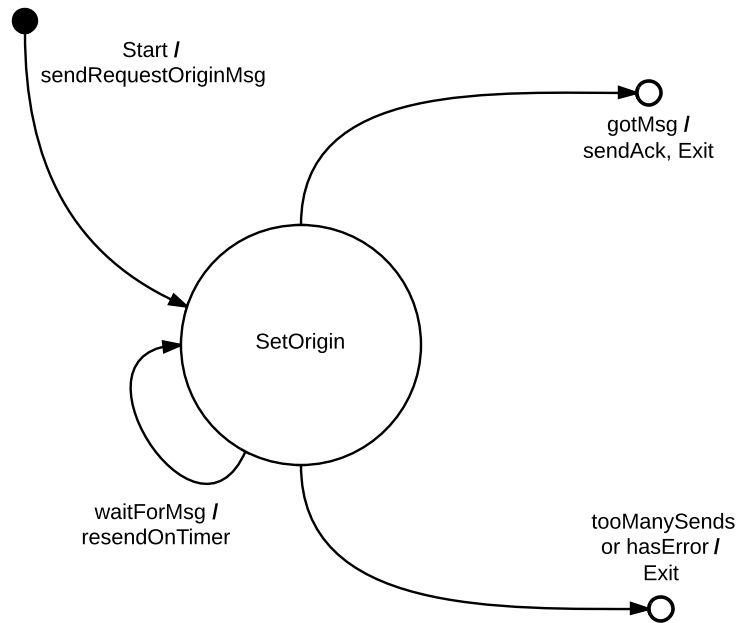 Start /
sendRequestOriginMsg
gotMsg /
sendAck, Exit
SetOrigin
waitForMsg /
resendOnTimer
tooManySends
or hasError /
Exit